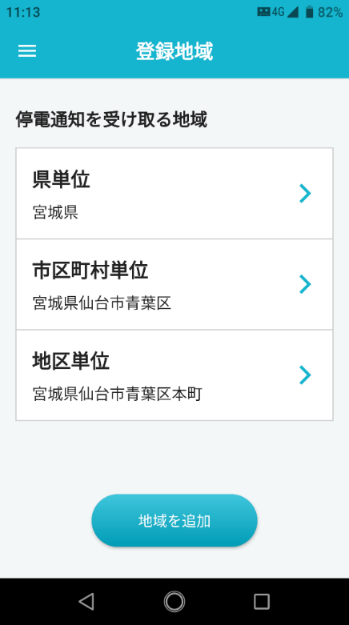 11:13
4G
82%
登録地域
停電通知を受け取る地域
県単位
宮城県
市区町村単位
宮城県仙台市青葉区
地区単位
宮城県仙台市青葉区本町
地域を追加